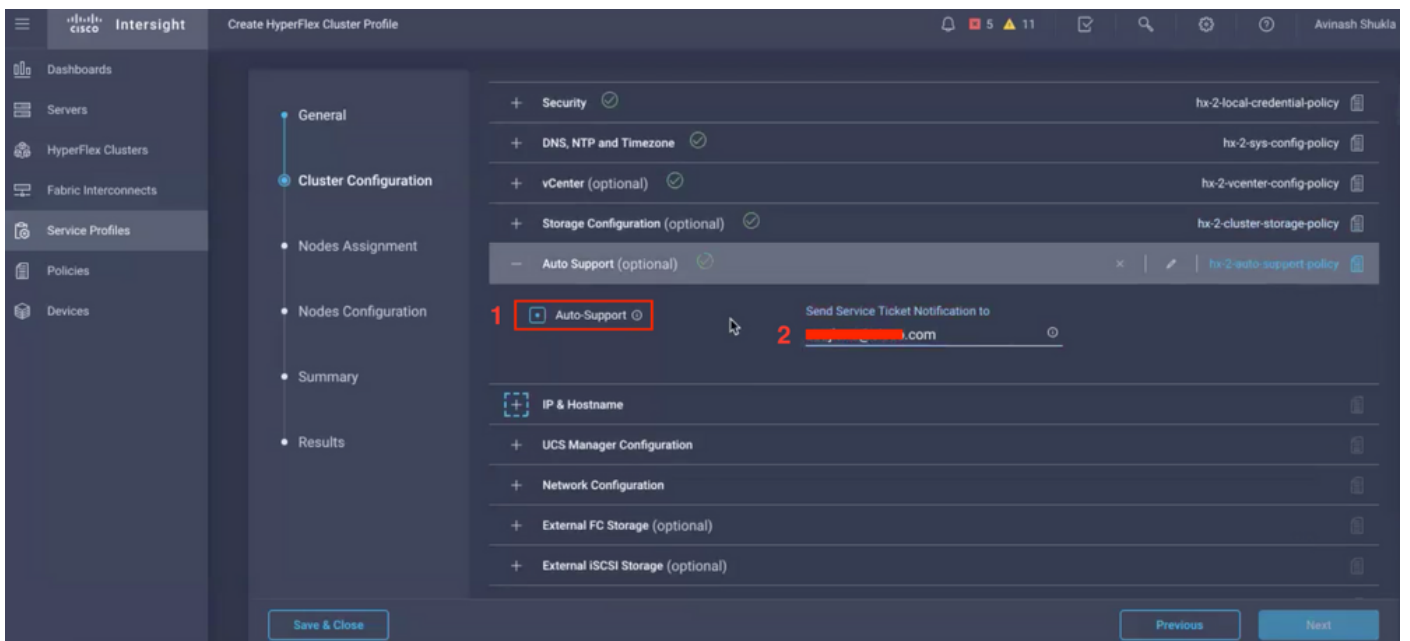 cisco Intersight
Create HyperFlex Cluster Profile
5 11
Avinash Shukla
Dashboards
Servers
HyperFlex Clusters
Fabric Interconnects
Service Profiles
Policies
Devices
General
Cluster Configuration
Nodes Assignment
Nodes Configuration
Summary
Results
+ Security hx-2-local-credential-policy
+ DNS, NTP and Timezone hx-2-sys-config-policy
+ vCenter (optional) hx-2-vcenter-config-policy
+ Storage Configuration (optional) hx-2-cluster-storage-policy
− Auto Support (optional) × | | hx-2-auto-support-policy
1 Auto-Support
Send Service Ticket Notification to
2 .com
+ IP & Hostname
+ UCS Manager Configuration
+ Network Configuration
+ External FC Storage (optional)
+ External iSCSI Storage (optional)
Save & Close Previous Next